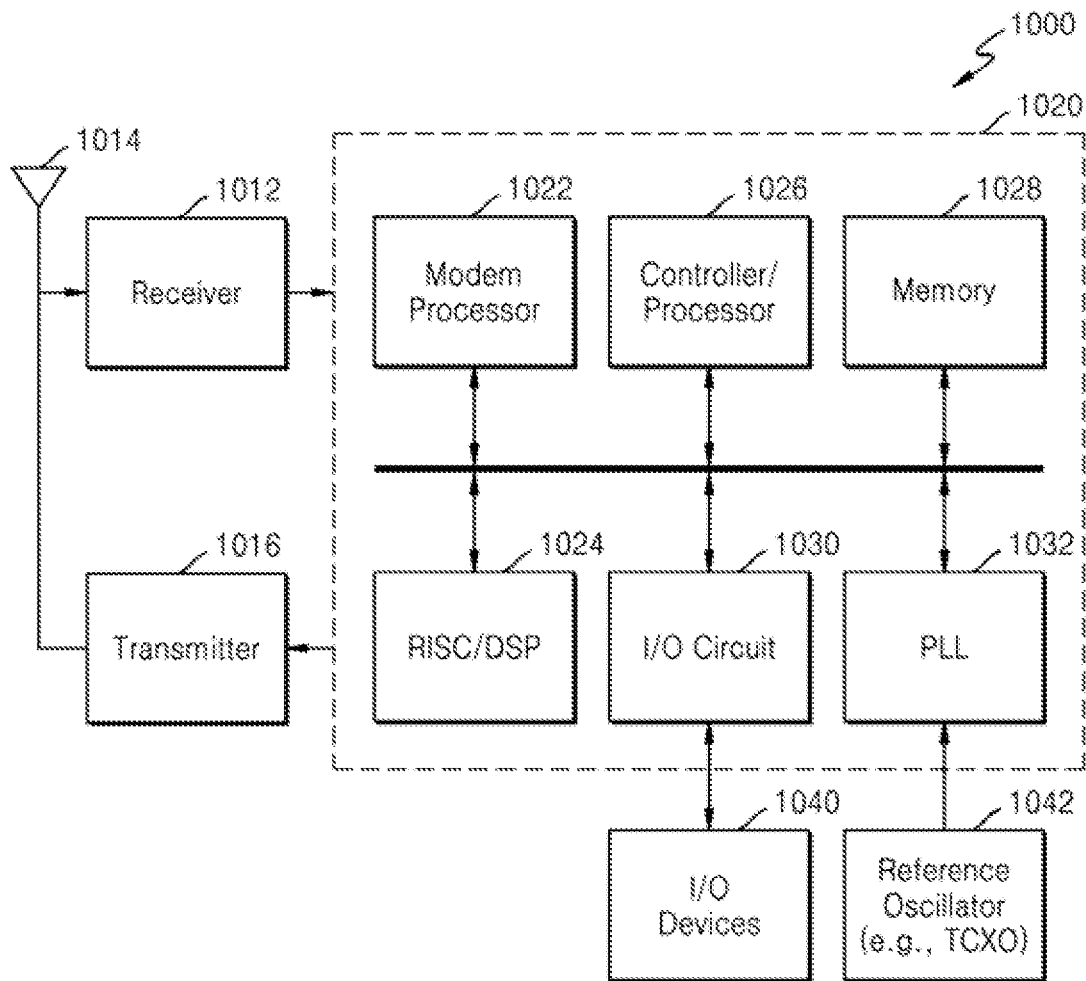 1000
1020
1014
1012
1022
1026
1028
Receiver
Modem
Processor
Controller/
Processor
Memory
1016
1024
1030
1032
Transmitter
RISC/DSP
I/O Circuit
PLL
1040
1042
I/O
Devices
Reference
Oscillator
(e.g., TCXO)